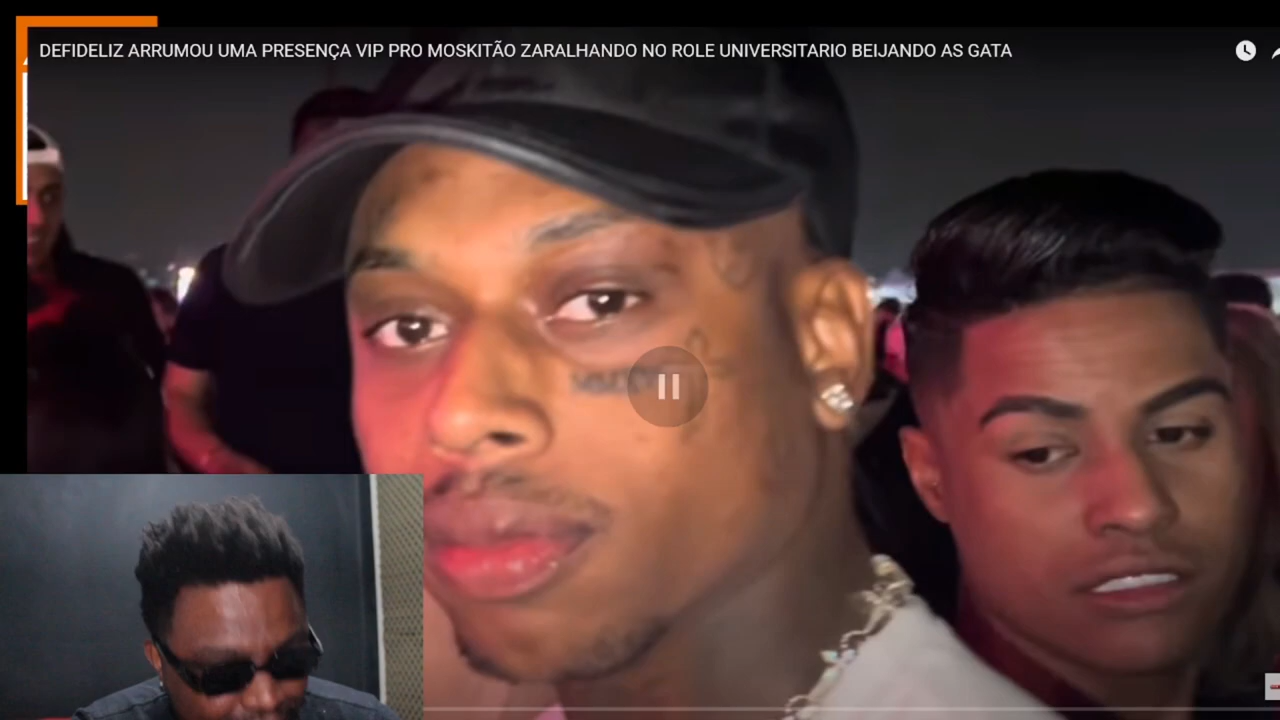 DEFIDELIZ ARRUMOU UMA PRESENÇA VIP PRO MOSKITÃO ZARALHANDO NO ROLE UNIVERSITARIO BEIJANDO AS GATA